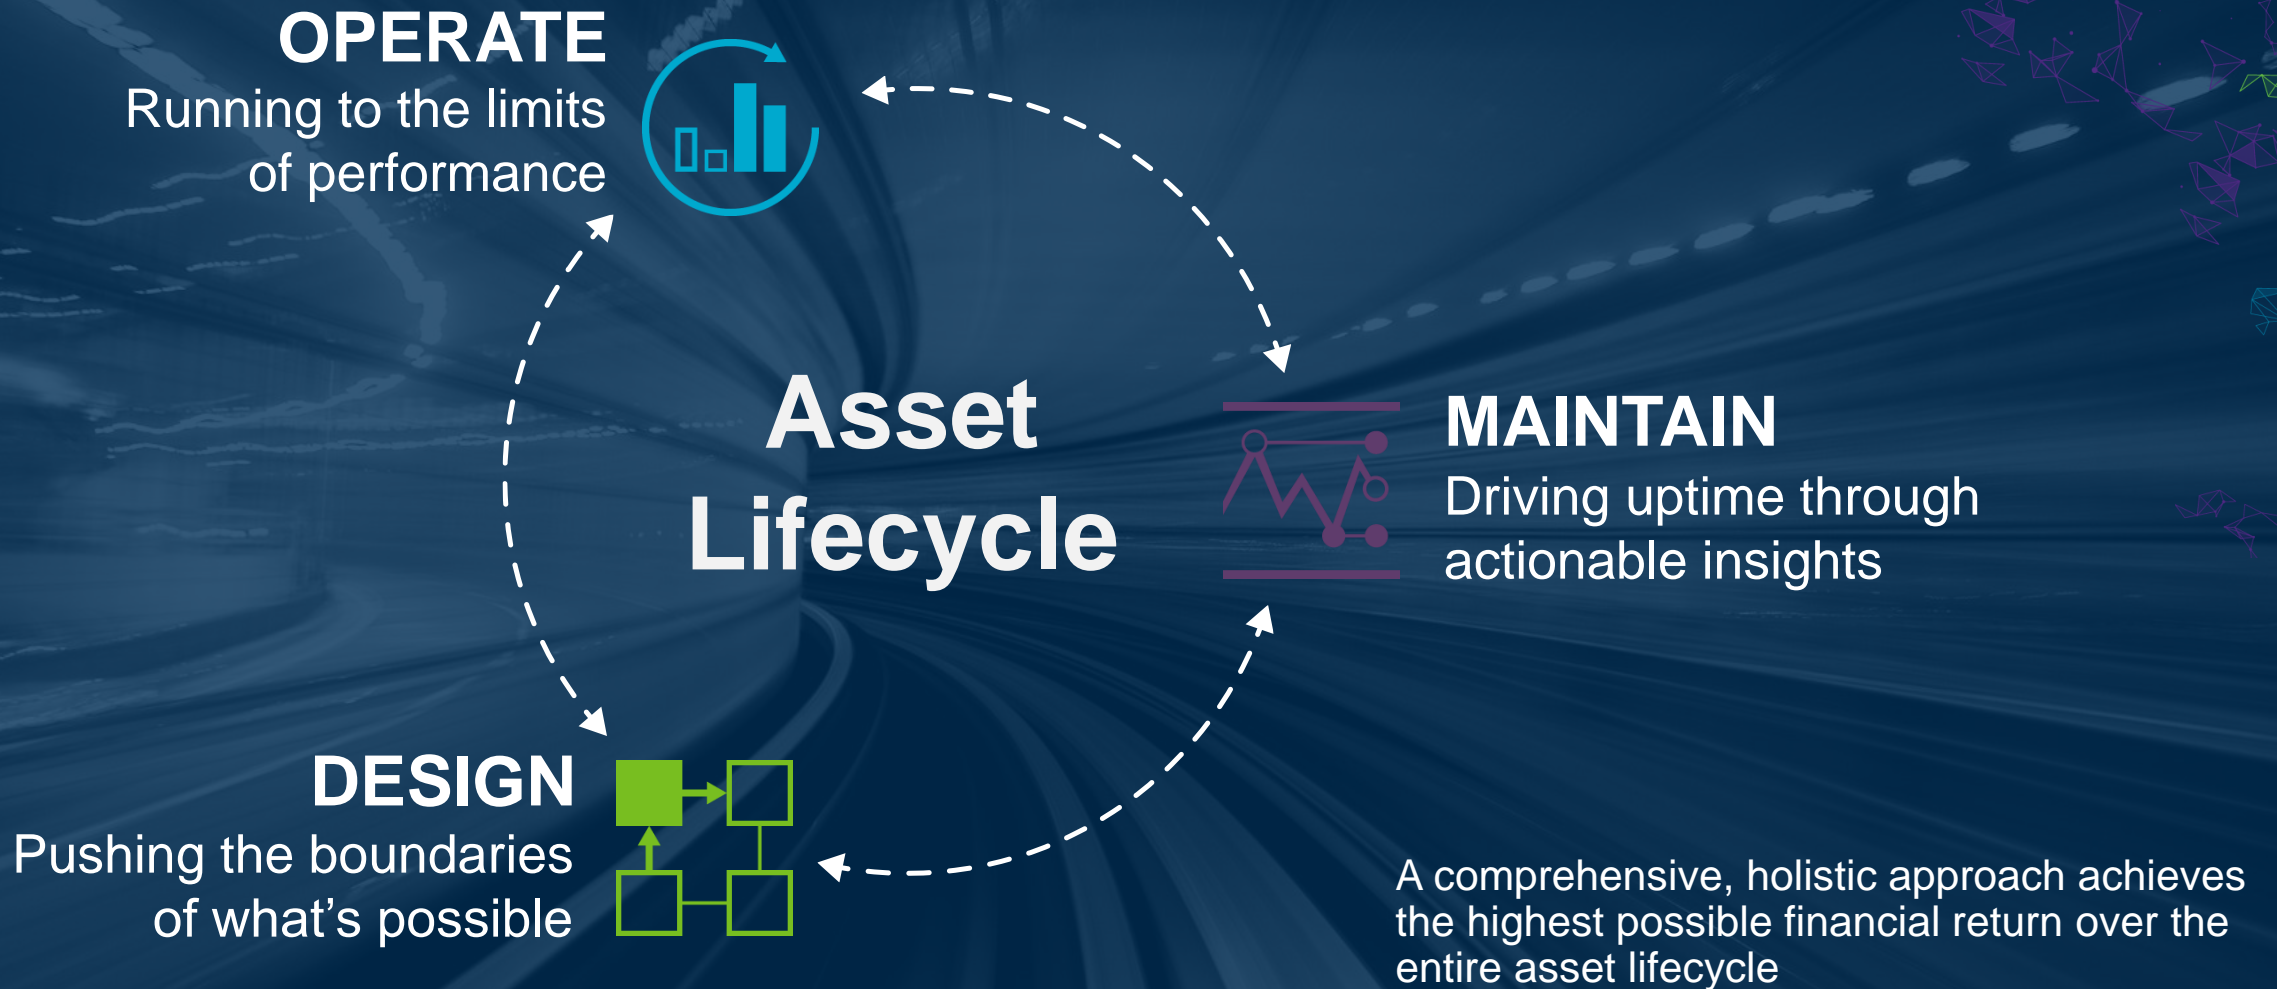 OPERATE
Running to the limits
of performance
Asset
Lifecycle
MAINTAIN
Driving uptime through
actionable insights
DESIGN
Pushing the boundaries
of what’s possible
A comprehensive, holistic approach achieves
the highest possible financial return over the
entire asset lifecycle